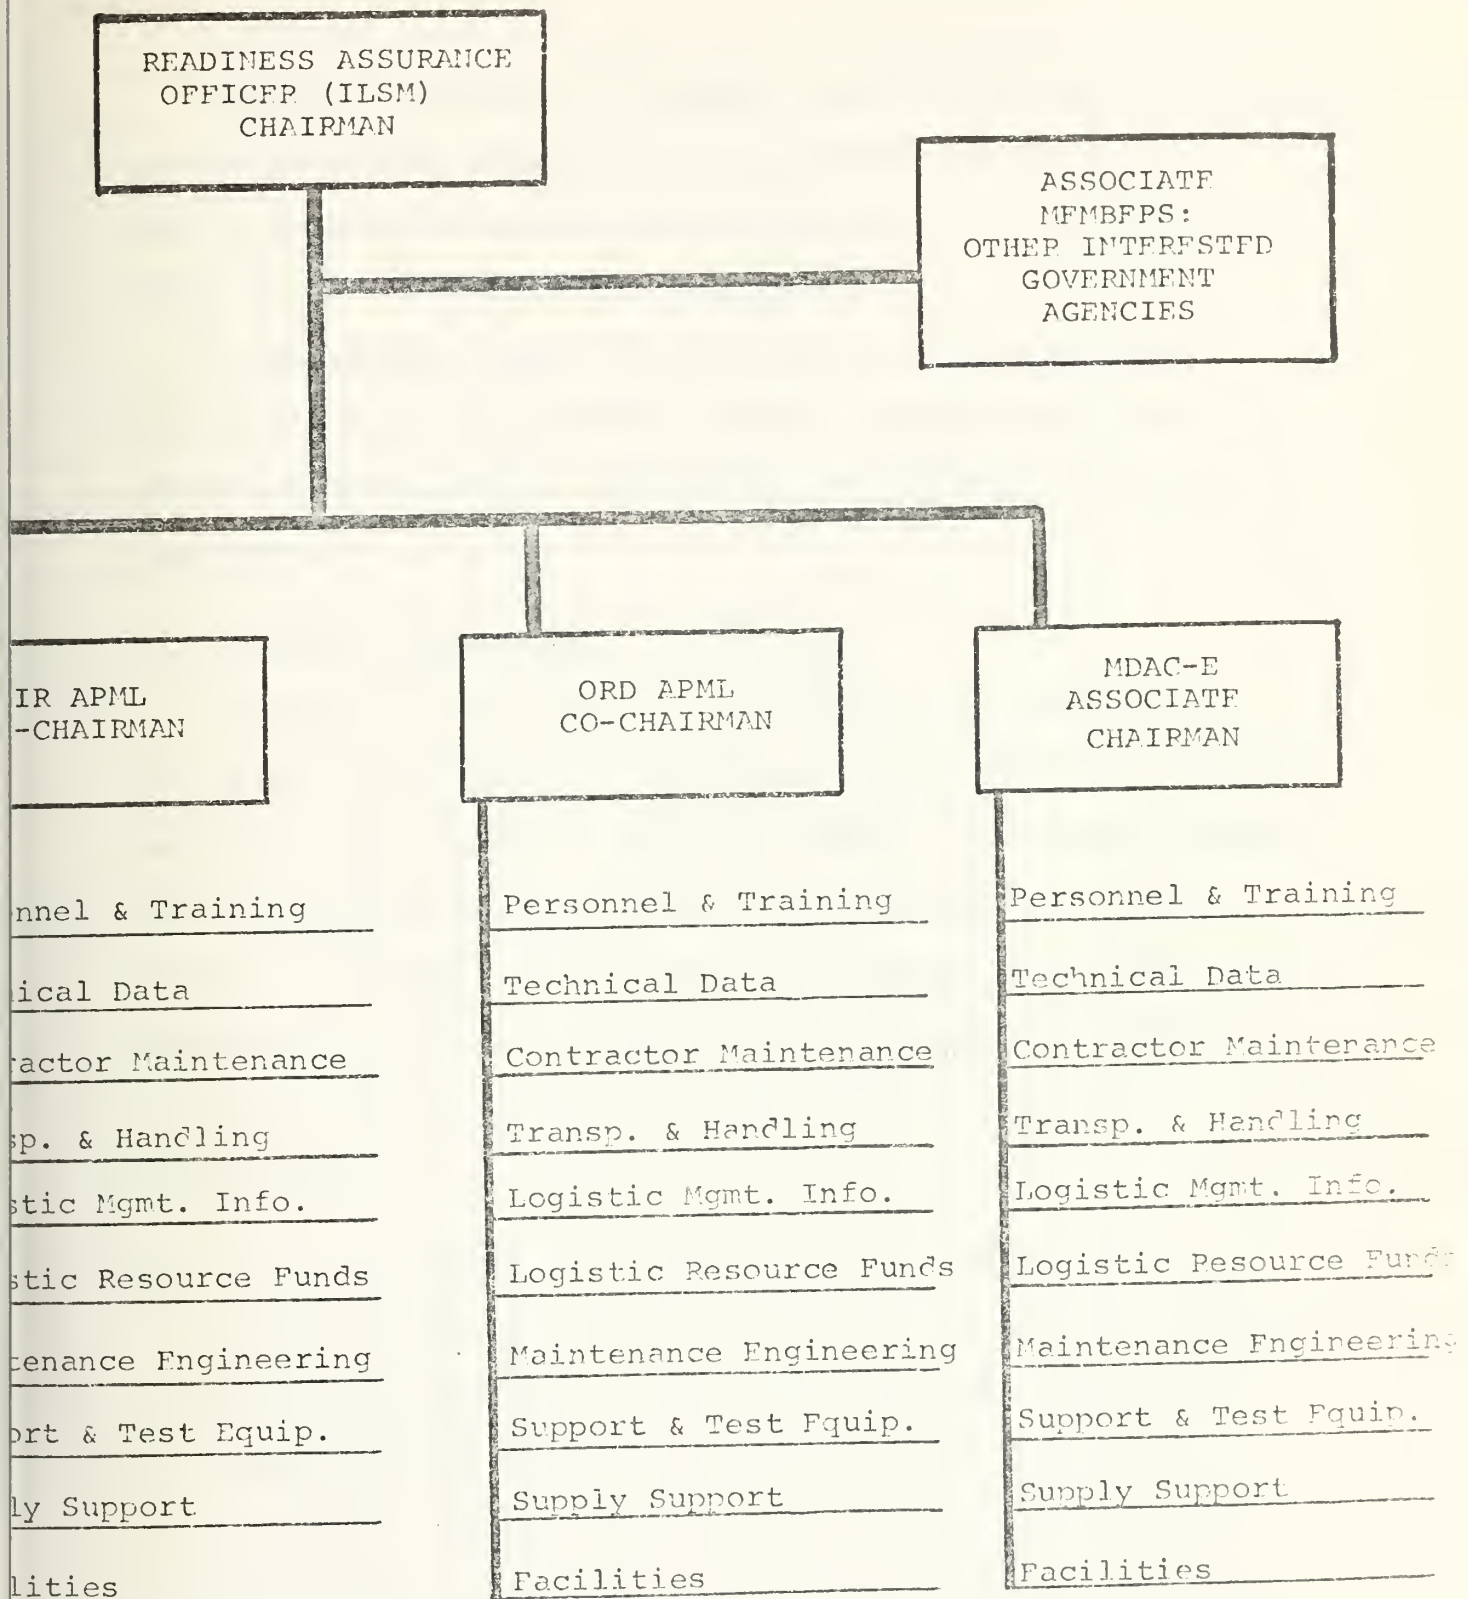 READINESS ASSURANCE
OFFICER (ILSM)
CHAIRMAN
ASSOCIATE
MEMBERS:
OTHER INTERESTED
GOVERNMENT
AGENCIES
IR APML
-CHAIRMAN
nnel & Training
ical Data
ractor Maintenance
sp. & Handling
stic Mgmt. Info.
stic Resource Funds
tenance Engineering
ort & Test Equip.
ly Support
lities
ORD APML
CO-CHAIRMAN
Personnel & Training
Technical Data
Contractor Maintenance
Transp. & Handling
Logistic Mgmt. Info.
Logistic Resource Funds
Maintenance Engineering
Support & Test Equip.
Supply Support
Facilities
MDAC-E
ASSOCIATE
CHAIRMAN
Personnel & Training
Technical Data
Contractor Maintenance
Transp. & Handling
Logistic Mgmt. Info.
Logistic Resource Funds
Maintenance Engineering
Support & Test Equip.
Supply Support
Facilities